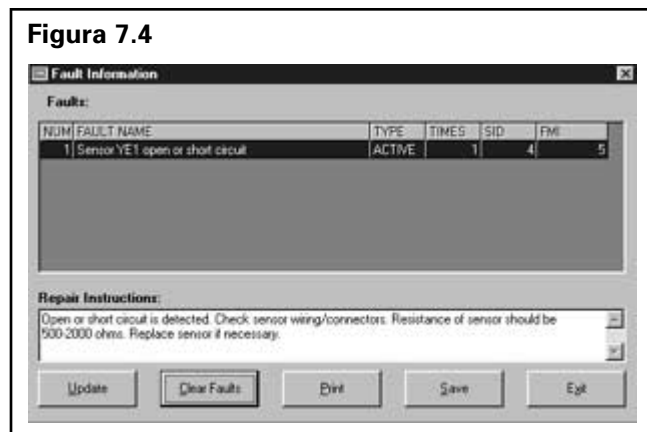 Figura 7.4
Fault Information
Faults:
NUM FAULT NAME TYPE TIMES SID FMI
1 Sensor YE1 open or short circuit ACTIVE 1 4 5
Repair Instructions:
Open or short circuit is detected. Check sensor wiring/connectors. Resistance of sensor should be
500-2000 ohms. Replace sensor if necessary.
Update Clear Faults Print Save Exit